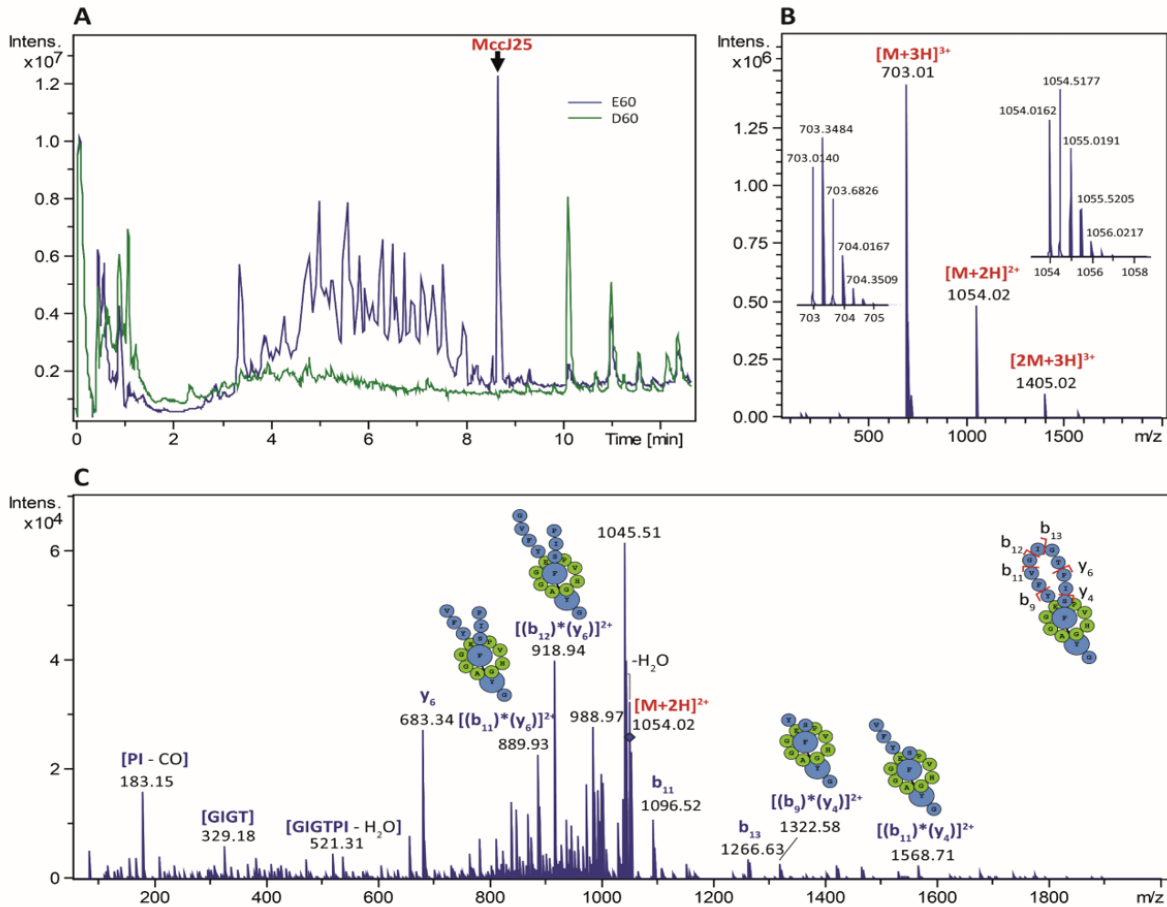 A
Intens.
x10⁷
MccJ25
1.2
1.0
0.8
0.6
0.4
0.2
E60
D60
0
2
4
6
8
10
Time [min]
B
Intens.
x10⁶
[M+3H]³⁺
703.01
1.25
1.00
0.75
0.50
0.25
0.00
703.3484
703.0140
703.6826
704.0167
704.3509
703
704
705
1054.5177
1054.0162
1055.0191
1055.5205
1056.0217
1054
1056
1058
[M+2H]²⁺
1054.02
[2M+3H]³⁺
1405.02
500
1000
1500
m/z
C
Intens.
x10⁴
6
4
2
0
[PI - CO]
183.15
[GIGT]
329.18
[GIGTPI - H₂O]
521.31
y₆
683.34
[(b₁₁)*(y₆)]²⁺
889.93
[(b₁₂)*(y₆)]²⁺
918.94
988.97
1045.51
-H₂O
[M+2H]²⁺
1054.02
b₁₁
1096.52
b₁₃
1266.63
[(b₉)*(y₄)]²⁺
1322.58
[(b₁₁)*(y₄)]²⁺
1568.71
b₁₃
b₁₂
b₁₁
b₉
y₆
y₄
200
400
600
800
1000
1200
1400
1600
1800
m/z